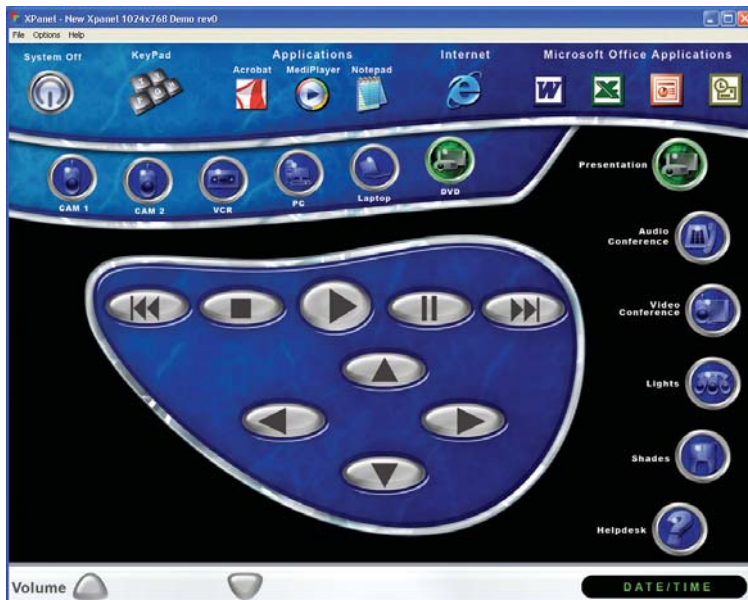 XPanel - New Xpanel 1024x768 Demo rev0
File Options Help
System Off
KeyPad
Applications
Internet
Microsoft Office Applications
Acrobat MediPlayer Notepad
CAM 1
CAM 2
VCR
PC
Laptop
DVD
Presentation
Audio
Conference
Video
Conference
Lights
Shades
Helpdesk
Volume
DATE/TIME